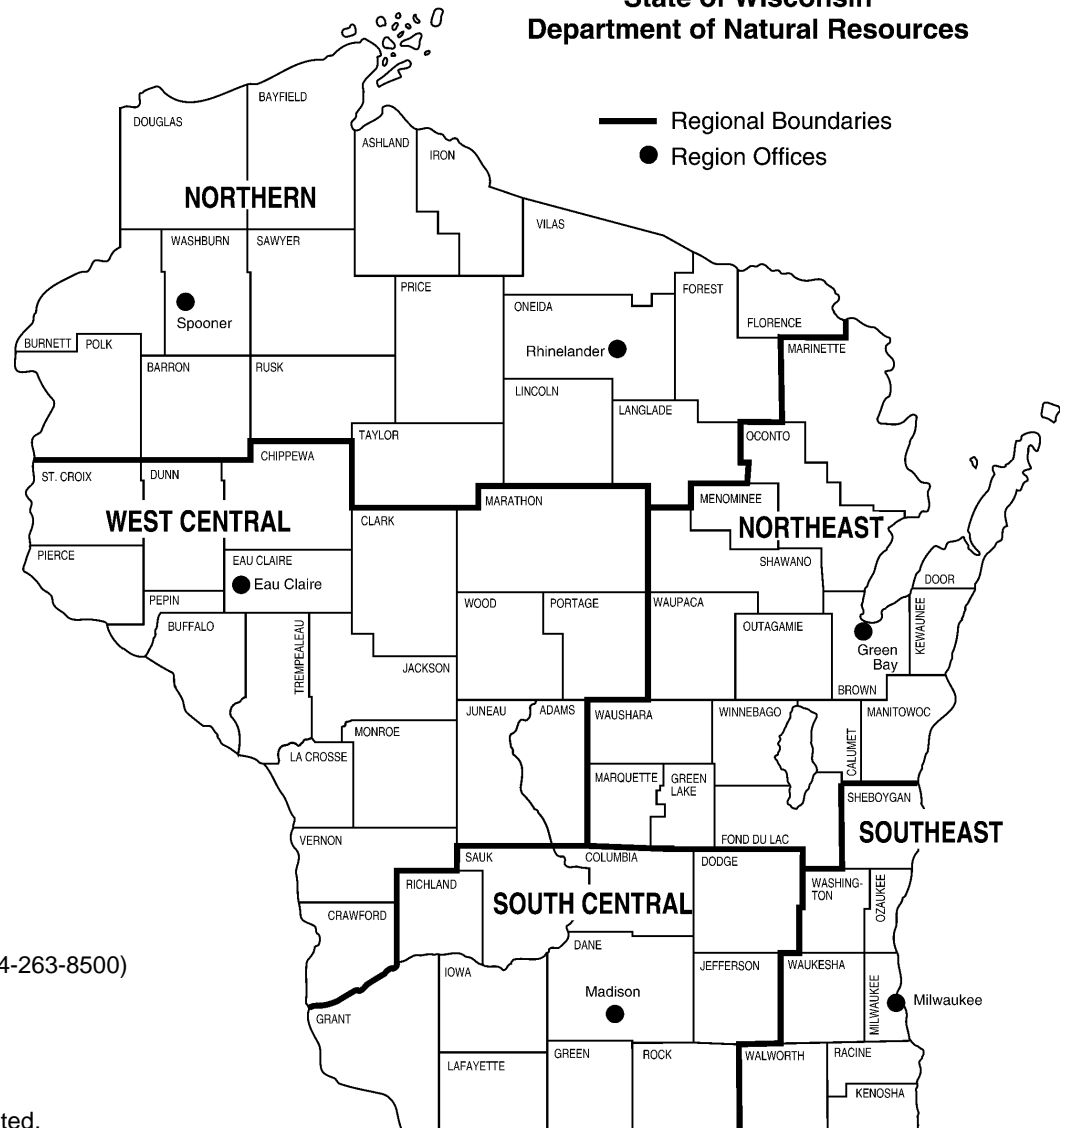 State of Wisconsin
Department of Natural Resources
Regional Boundaries
Region Offices
BAYFIELD
DOUGLAS
ASHLAND
IRON
NORTHERN
VILAS
WASHBURN
SAWYER
PRICE
FOREST
ONEIDA
Spooner
FLORENCE
BURNETT
POLK
Rhinelander
MARINETTE
BARRON
RUSK
LINCOLN
LANGLADE
TAYLOR
OCONTO
CHIPPEWA
ST. CROIX
DUNN
MARATHON
MENOMINEE
WEST CENTRAL
CLARK
NORTHEAST
PIERCE
EAU CLAIRE
SHAWANO
Eau Claire
DOOR
PEPIN
WOOD
PORTAGE
WAUPACA
BUFFALO
TREMPEALEAU
OUTAGAMIE
KEWAUNEE
Green
Bay
JACKSON
BROWN
JUNEAU
ADAMS
WAUSHARA
WINNEBAGO
MANITOWOC
MONROE
CALUMET
LA CROSSE
MARQUETTE
GREEN
LAKE
SHEBOYGAN
VERNON
FOND DU LAC
SOUTHEAST
SAUK
COLUMBIA
DODGE
RICHLAND
WASHING-
TON
OZAUKEE
SOUTH CENTRAL
CRAWFORD
DANE
4-263-8500)
IOWA
JEFFERSON
WAUKESHA
Madison
MILWAUKEE
Milwaukee
GRANT
GREEN
ROCK
WALWORTH
RACINE
LAFAYETTE
KENOSHA
ted.